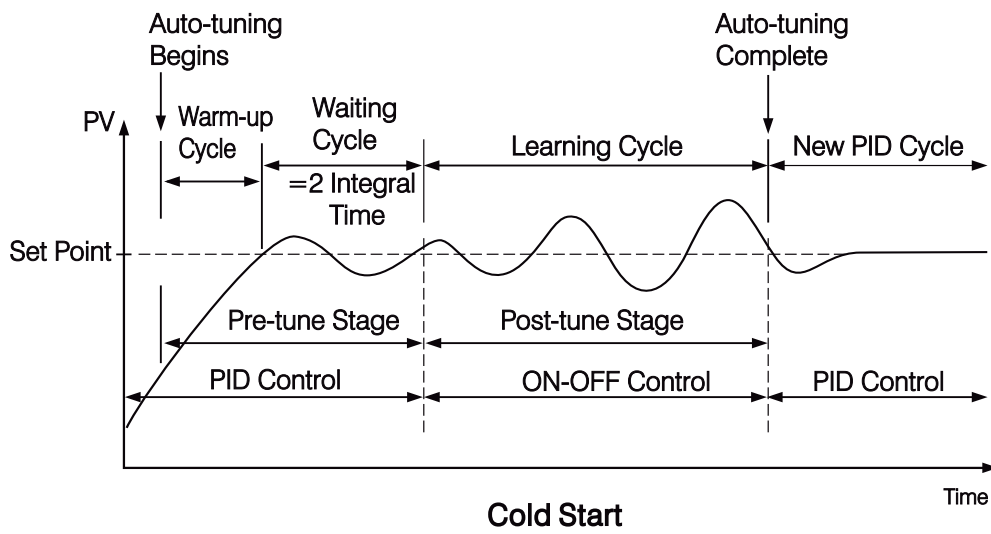 Auto-tuning
Begins
Auto-tuning
Complete
PV
Warm-up
Cycle
Waiting
Cycle
=2 Integral
Time
Learning Cycle
New PID Cycle
Set Point
Pre-tune Stage
Post-tune Stage
PID Control
ON-OFF Control
PID Control
Time
Cold Start